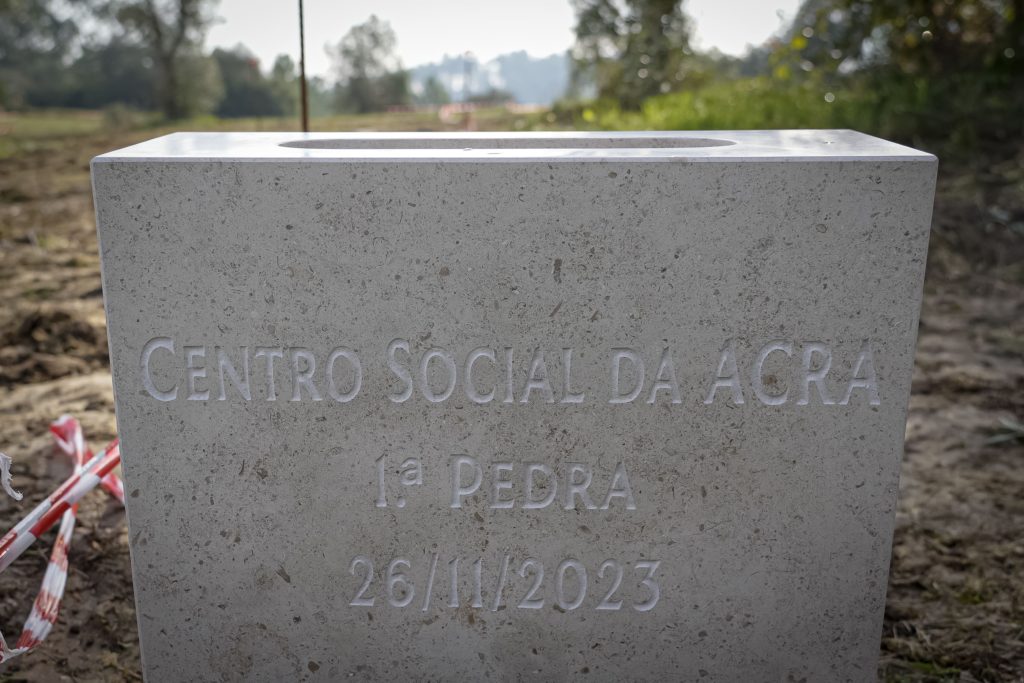 Centro Social da ACRA
1.ª Pedra
26/11/2023